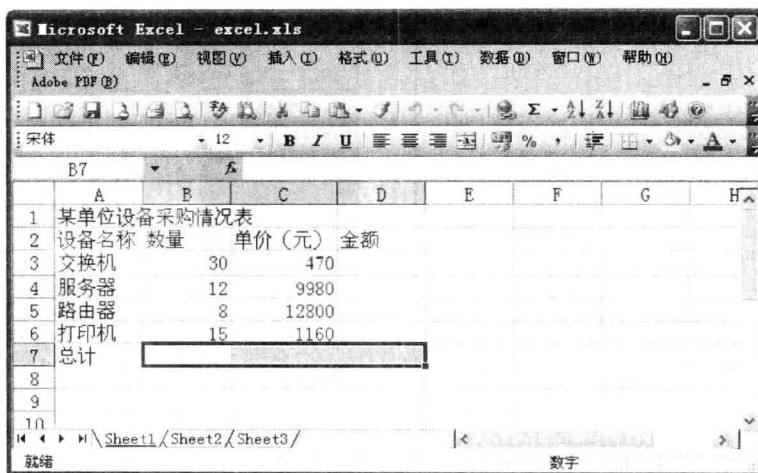 Microsoft Excel - excel.xls
文件(F) 编辑(E) 视图(V) 插入(I) 格式(O) 工具(T) 数据(D) 窗口(W) 帮助(H)
Adobe PDF(B)
宋体 12 B I U % ,
B7 fx
A B C D E F G H
1 某单位设备采购情况表
2 设备名称 数量 单价（元） 金额
3 交换机 30 470
4 服务器 12 9980
5 路由器 8 12800
6 打印机 15 1160
7 总计
8
9
10
Sheet1 / Sheet2 / Sheet3 /
就绪 数字